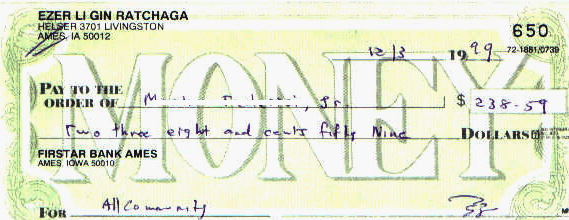 EZER LI GIN RATCHAGA
HELSER 3701 LIVINGSTON
AMES, IA 50012
650
12/3 1999 72-1881/0739
MONEY
PAY TO THE
ORDER OF Jr. $ 238-59
Two three eight and cents fifty Nine DOLLARS
FIRSTAR BANK AMES
AMES IOWA 50010
FOR All Community